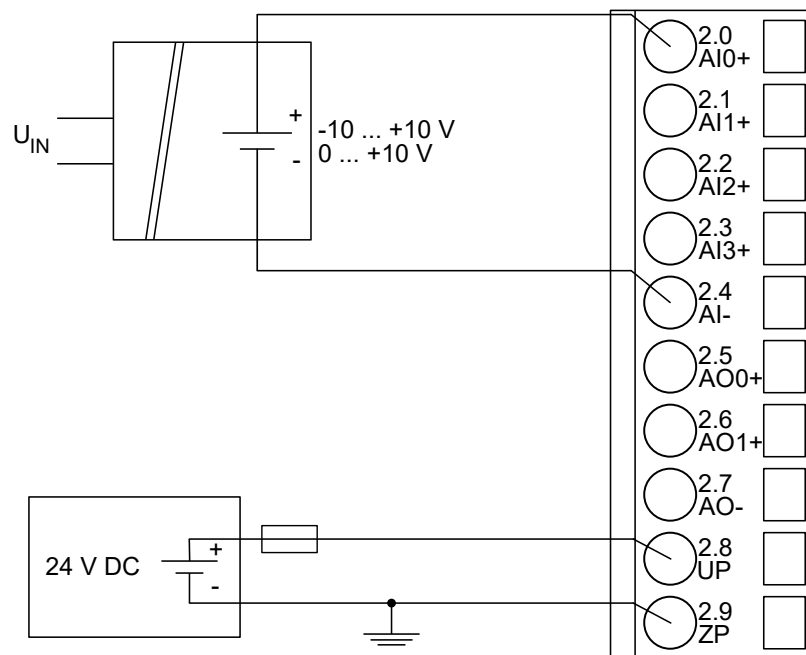 U_IN
+
-
-10 ... +10 V
0 ... +10 V
24 V DC
+
-
2.0
AI0+
2.1
AI1+
2.2
AI2+
2.3
AI3+
2.4
AI-
2.5
AO0+
2.6
AO1+
2.7
AO-
2.8
UP
2.9
ZP